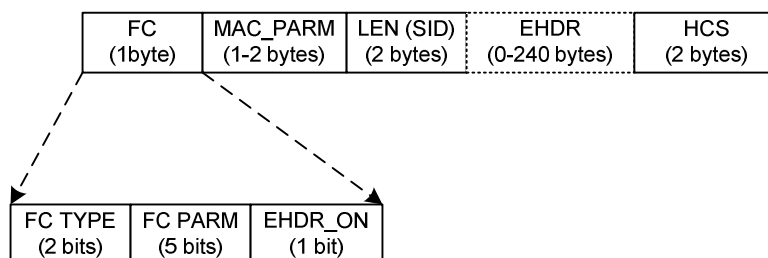 FC MAC_PARM LEN (SID) EHDR HCS
(1byte) (1-2 bytes) (2 bytes) (0-240 bytes) (2 bytes)
FC TYPE FC PARM EHDR_ON
(2 bits) (5 bits) (1 bit)